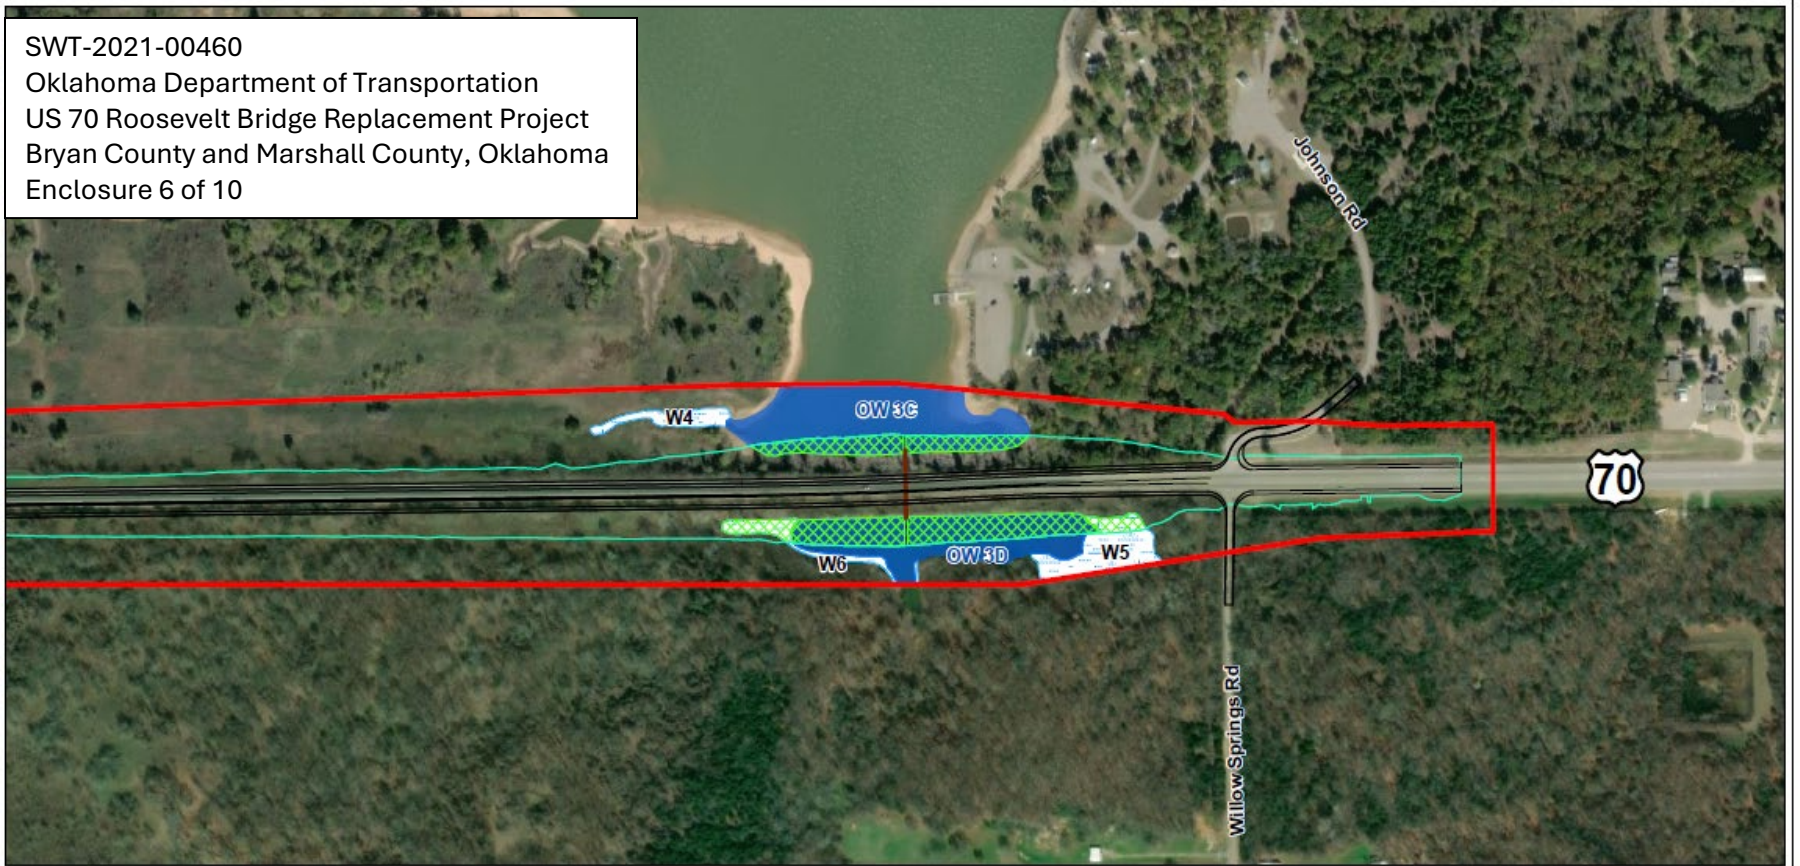 SWT-2021-00460
Oklahoma Department of Transportation
US 70 Roosevelt Bridge Replacement Project
Bryan County and Marshall County, Oklahoma
Enclosure 6 of 10
Johnson Rd
W4
OW 3C
70
W6
OW 3D
W5
Willow Springs Rd